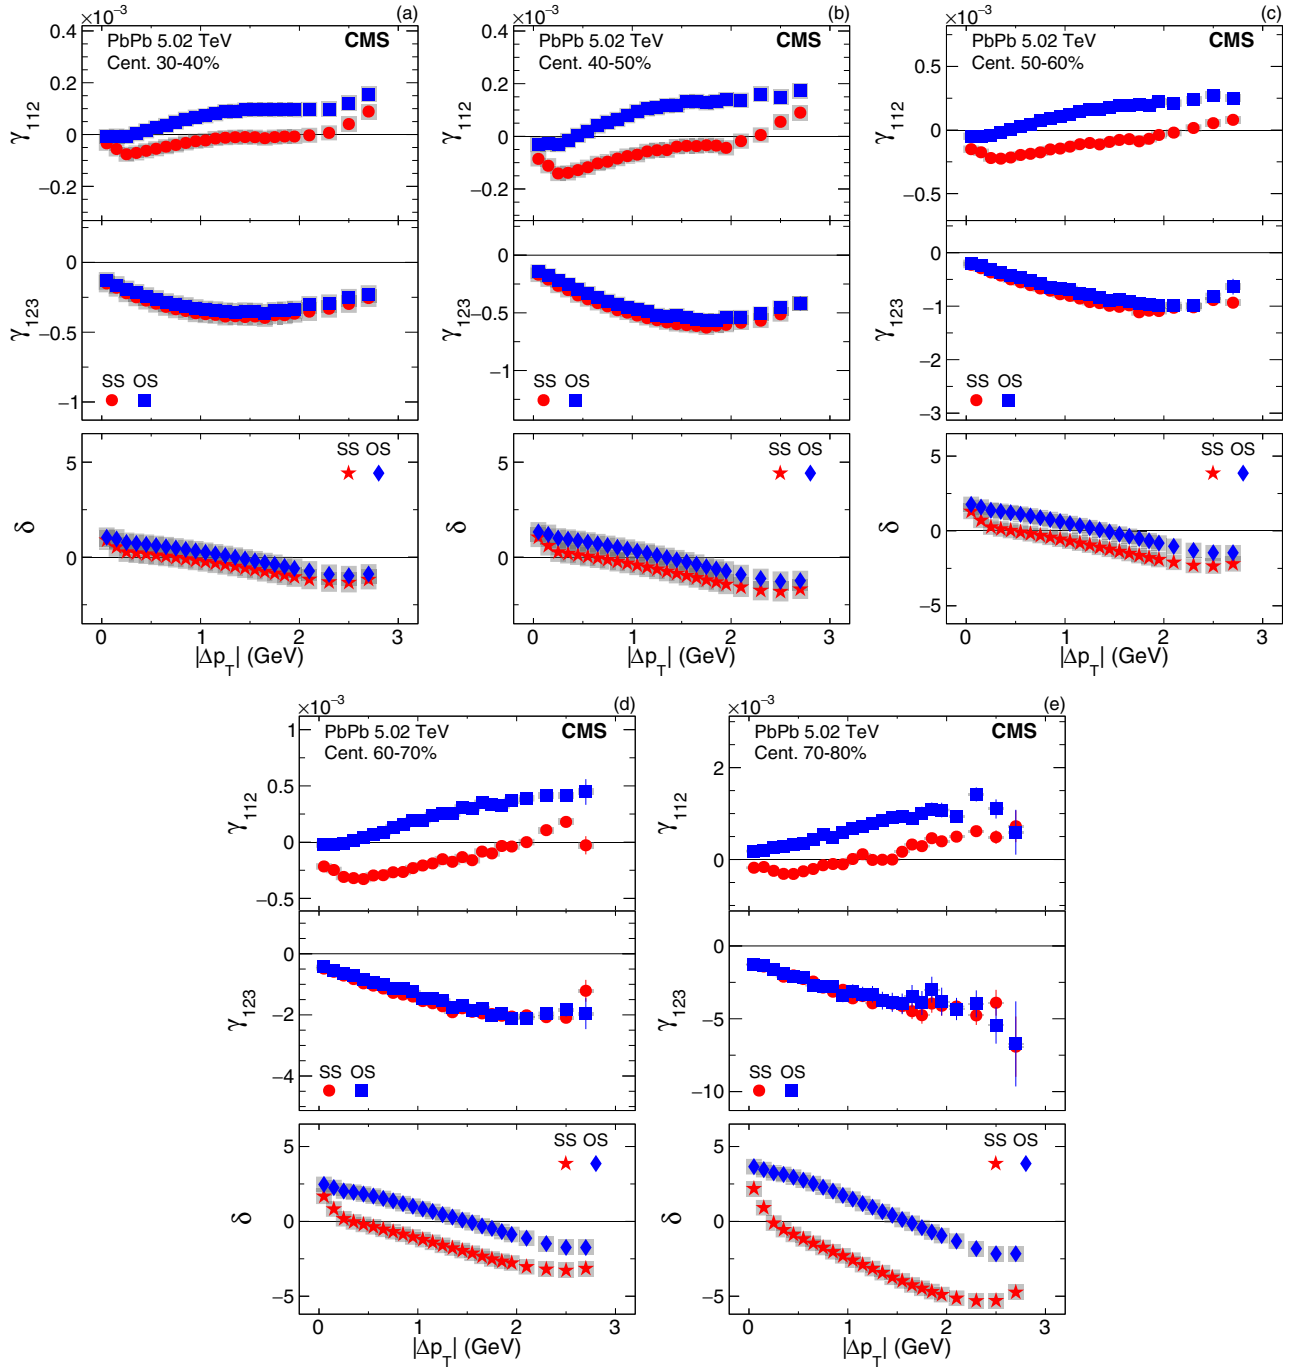 ×10⁻³ (a)
PbPb 5.02 TeV CMS
Cent. 30-40%
0.4
0.2
0
−0.2
γ₁₁₂
0
−0.5
−1
γ₁₂₃
SS OS
5
0
δ
SS OS
0 1 2 3
|Δp_T| (GeV)
×10⁻³ (b)
PbPb 5.02 TeV CMS
Cent. 40-50%
0.4
0.2
0
−0.2
−0.4
γ₁₁₂
0
−0.5
−1
γ₁₂₃
SS OS
5
0
δ
SS OS
0 1 2 3
|Δp_T| (GeV)
×10⁻³ (c)
PbPb 5.02 TeV CMS
Cent. 50-60%
0.5
0
−0.5
γ₁₁₂
0
−1
−2
−3
γ₁₂₃
SS OS
5
0
−5
δ
SS OS
0 1 2 3
|Δp_T| (GeV)
×10⁻³ (d)
PbPb 5.02 TeV CMS
Cent. 60-70%
1
0.5
0
−0.5
γ₁₁₂
0
−2
−4
γ₁₂₃
SS OS
5
0
−5
δ
SS OS
0 1 2 3
|Δp_T| (GeV)
×10⁻³ (e)
PbPb 5.02 TeV CMS
Cent. 70-80%
2
0
γ₁₁₂
0
−5
−10
γ₁₂₃
SS OS
5
0
−5
δ
SS OS
0 1 2 3
|Δp_T| (GeV)